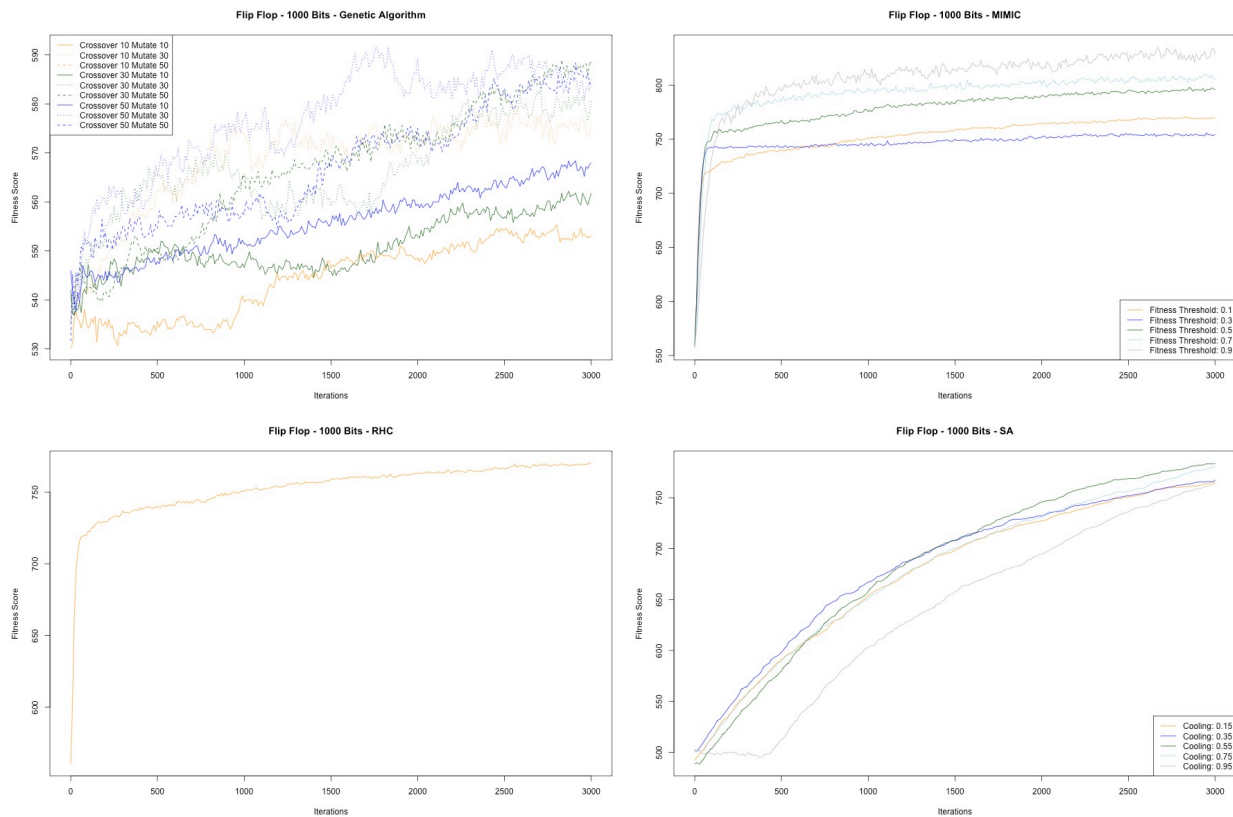 Flip Flop - 1000 Bits - Genetic Algorithm
Crossover 10 Mutate 10
Crossover 10 Mutate 30
Crossover 10 Mutate 50
Crossover 30 Mutate 10
Crossover 30 Mutate 30
Crossover 30 Mutate 50
Crossover 50 Mutate 10
Crossover 50 Mutate 30
Crossover 50 Mutate 50
Fitness Score
590
580
570
560
550
540
530
0 500 1000 1500 2000 2500 3000
Iterations
Flip Flop - 1000 Bits - MIMIC
Fitness Score
800
750
700
650
600
550
Fitness Threshold: 0.1
Fitness Threshold: 0.3
Fitness Threshold: 0.5
Fitness Threshold: 0.7
Fitness Threshold: 0.9
0 500 1000 1500 2000 2500 3000
Iterations
Flip Flop - 1000 Bits - RHC
Fitness Score
750
700
650
600
0 500 1000 1500 2000 2500 3000
Iterations
Flip Flop - 1000 Bits - SA
Fitness Score
750
700
650
600
550
500
Cooling: 0.15
Cooling: 0.35
Cooling: 0.55
Cooling: 0.75
Cooling: 0.95
0 500 1000 1500 2000 2500 3000
Iterations